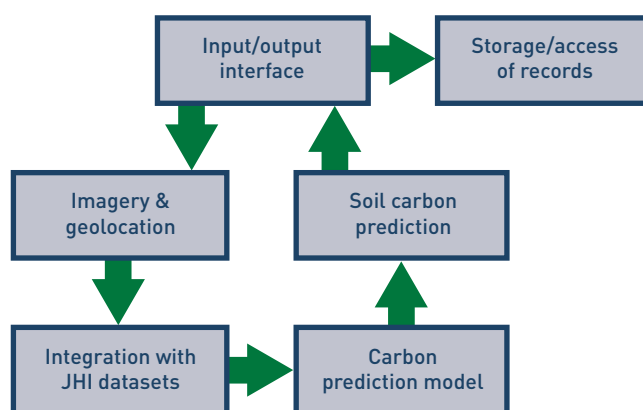 Input/output
interface
Storage/access
of records
Imagery &
geolocation
Soil carbon
prediction
Integration with
JHI datasets
Carbon
prediction model